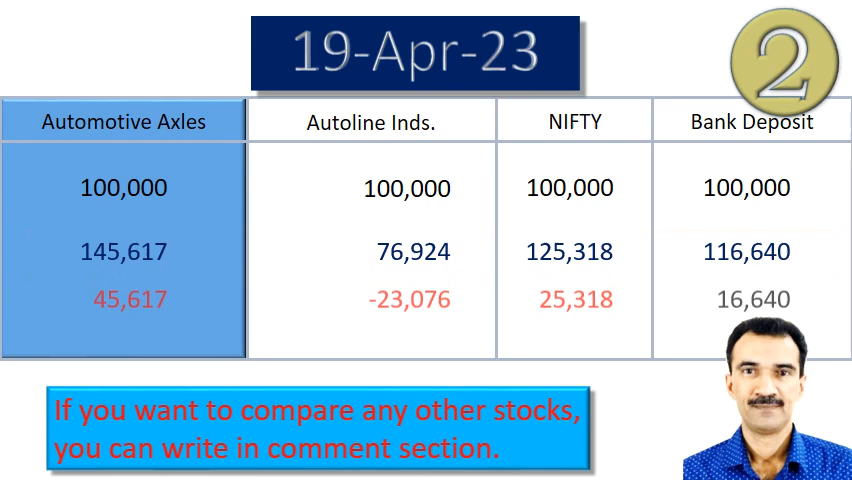 19-Apr-23
2
Automotive Axles Autoline Inds. NIFTY Bank Deposit
100,000 100,000 100,000 100,000
145,617 76,924 125,318 116,640
45,617 -23,076 25,318 16,640
If you want to compare any other stocks,
you can write in comment section.